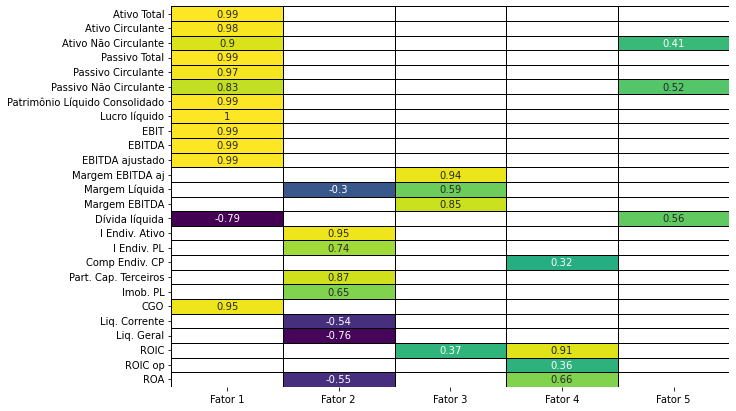 Ativo Total 0.99
Ativo Circulante 0.98
Ativo Não Circulante 0.9 0.41
Passivo Total 0.99
Passivo Circulante 0.97
Passivo Não Circulante 0.83 0.52
Patrimônio Líquido Consolidado 0.99
Lucro líquido 1
EBIT 0.99
EBITDA 0.99
EBITDA ajustado 0.99
Margem EBITDA aj 0.94
Margem Líquida -0.3 0.59
Margem EBITDA 0.85
Dívida líquida -0.79 0.56
I Endiv. Ativo 0.95
I Endiv. PL 0.74
Comp Endiv. CP 0.32
Part. Cap. Terceiros 0.87
Imob. PL 0.65
CGO 0.95
Liq. Corrente -0.54
Liq. Geral -0.76
ROIC 0.37 0.91
ROIC op 0.36
ROA -0.55 0.66
Fator 1 Fator 2 Fator 3 Fator 4 Fator 5